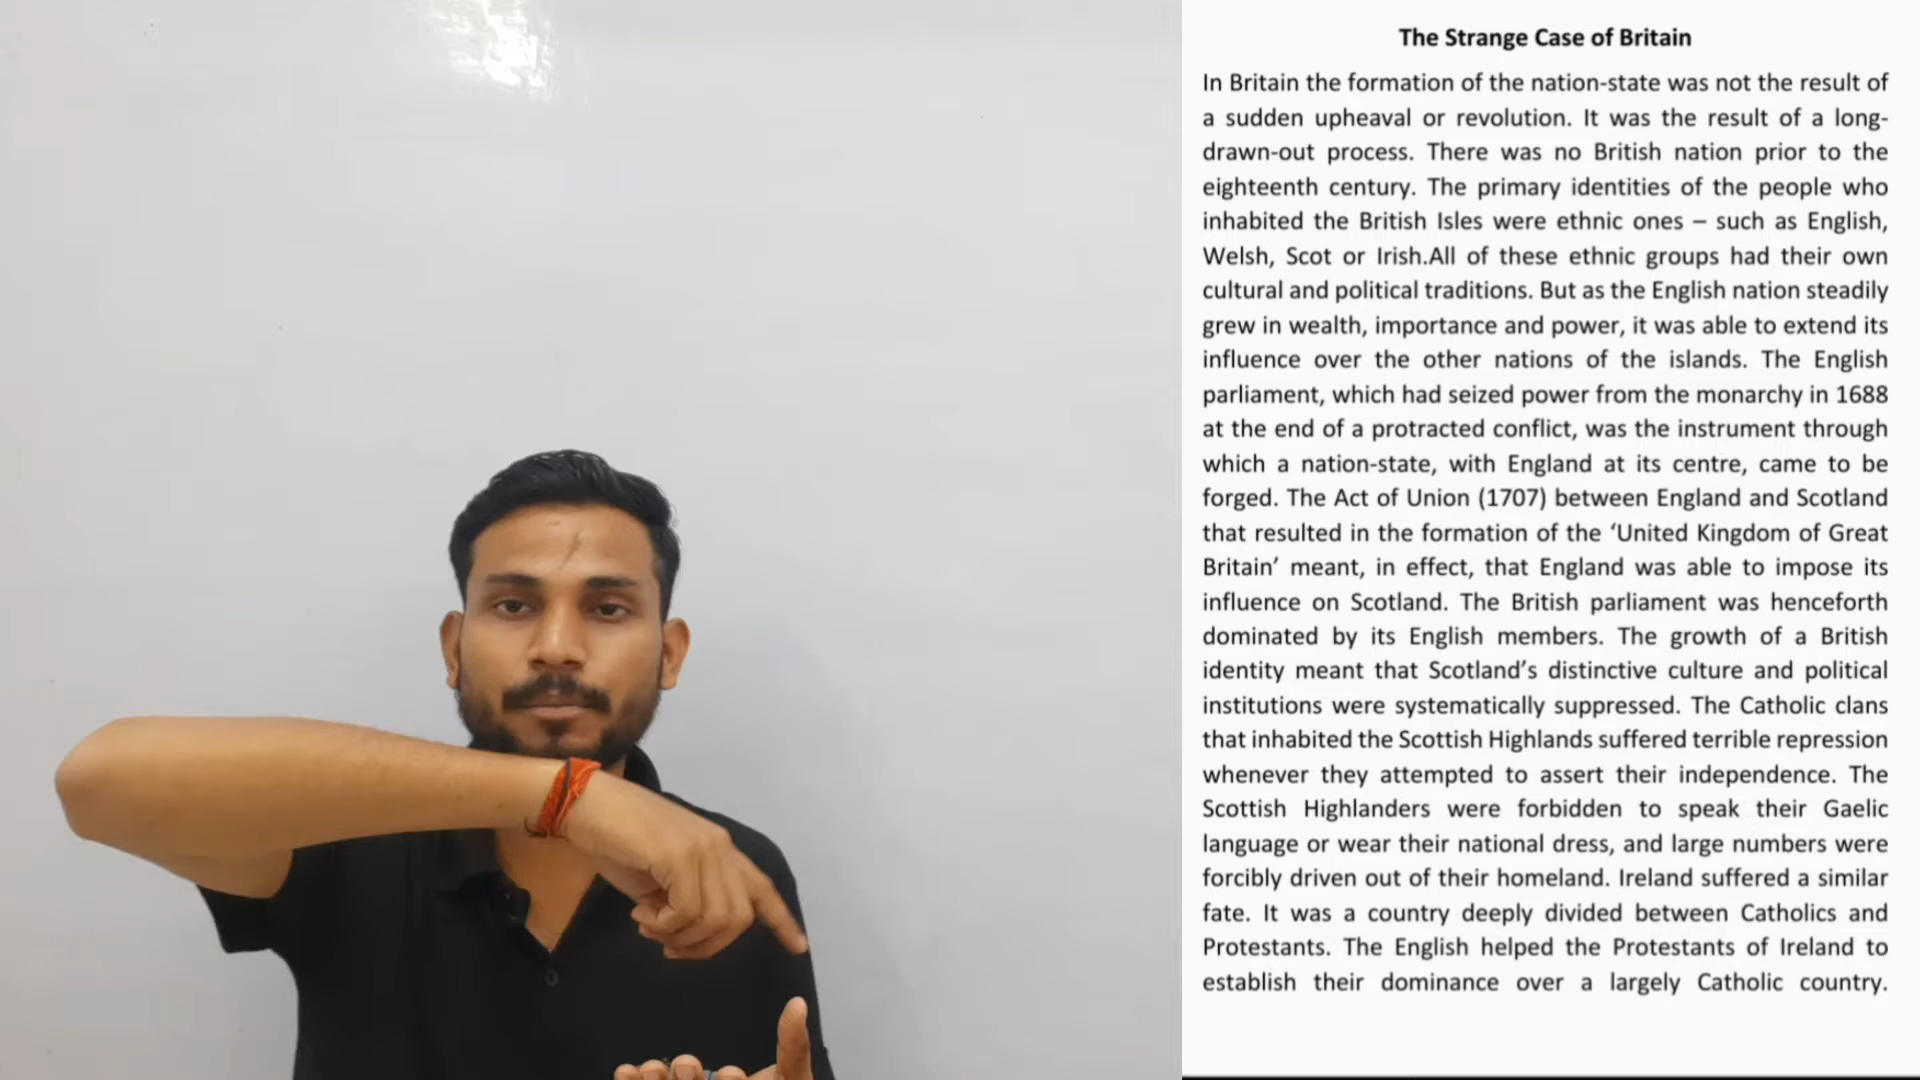 The Strange Case of Britain
In Britain the formation of the nation-state was not the result of
a sudden upheaval or revolution. It was the result of a long-
drawn-out process. There was no British nation prior to the
eighteenth century. The primary identities of the people who
inhabited the British Isles were ethnic ones – such as English,
Welsh, Scot or Irish.All of these ethnic groups had their own
cultural and political traditions. But as the English nation steadily
grew in wealth, importance and power, it was able to extend its
influence over the other nations of the islands. The English
parliament, which had seized power from the monarchy in 1688
at the end of a protracted conflict, was the instrument through
which a nation-state, with England at its centre, came to be
forged. The Act of Union (1707) between England and Scotland
that resulted in the formation of the ‘United Kingdom of Great
Britain’ meant, in effect, that England was able to impose its
influence on Scotland. The British parliament was henceforth
dominated by its English members. The growth of a British
identity meant that Scotland’s distinctive culture and political
institutions were systematically suppressed. The Catholic clans
that inhabited the Scottish Highlands suffered terrible repression
whenever they attempted to assert their independence. The
Scottish Highlanders were forbidden to speak their Gaelic
language or wear their national dress, and large numbers were
forcibly driven out of their homeland. Ireland suffered a similar
fate. It was a country deeply divided between Catholics and
Protestants. The English helped the Protestants of Ireland to
establish their dominance over a largely Catholic country.